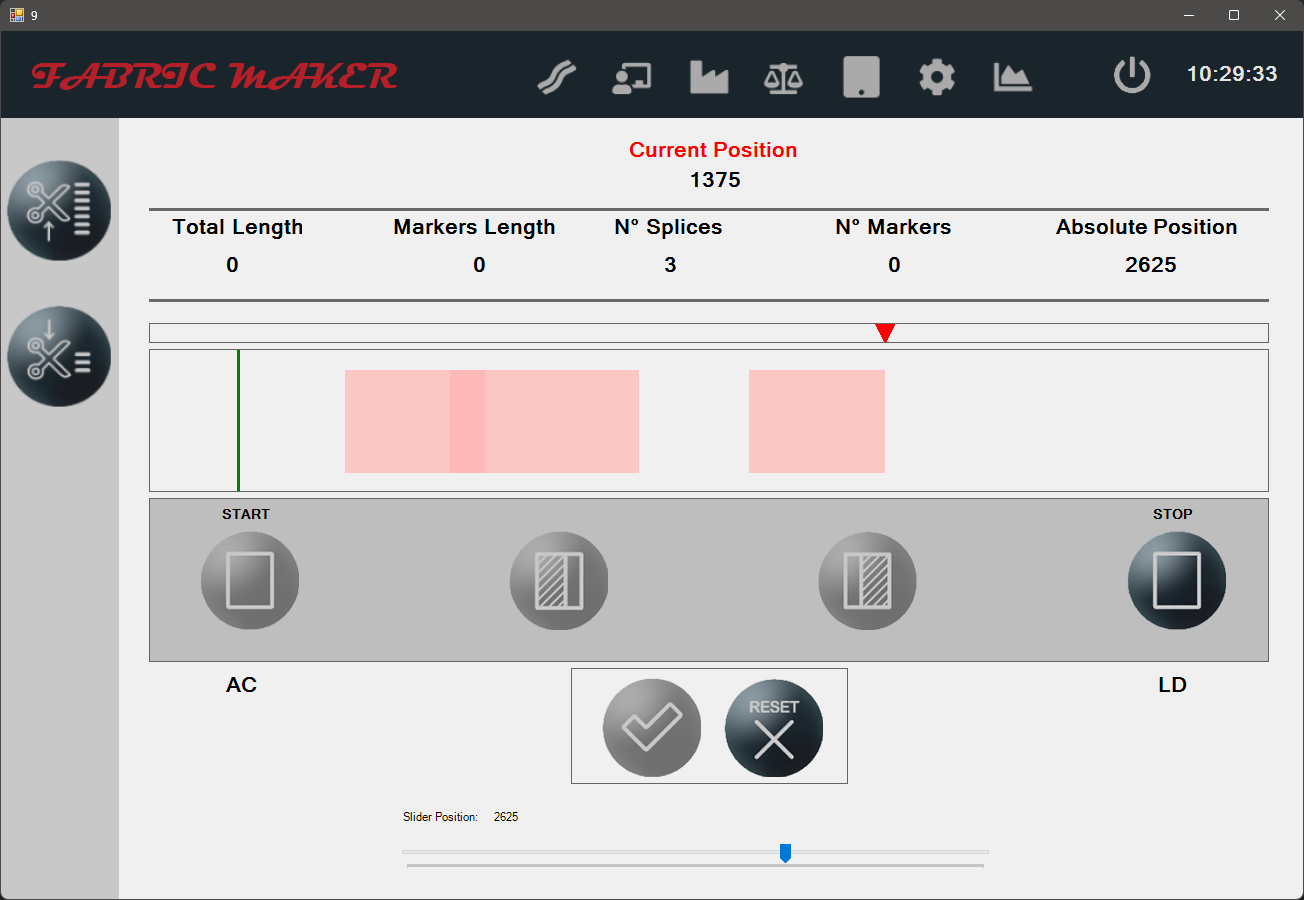 9
FABRIC MAKER
10:29:33
Current Position
1375
Total Length Markers Length N° Splices N° Markers Absolute Position
0 0 3 0 2625
START STOP
AC LD
RESET
Slider Position: 2625